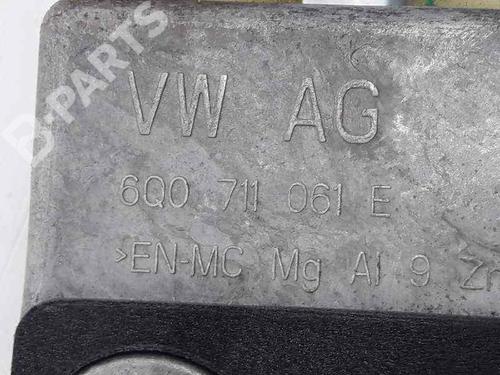 B-PARTS
VW AG
6Q0 711 061 E
>EN-MC Mg Al 9 Zn